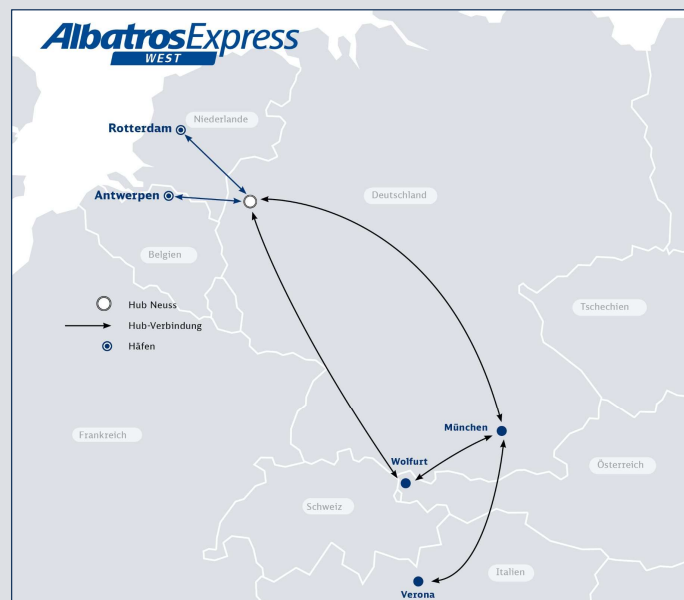 AlbatrosExpress
WEST
Niederlande
Rotterdam
Deutschland
Antwerpen
Belgien
Hub Neuss
Hub-Verbindung
Häfen
Tschechien
Frankreich
München
Wolfurt
Österreich
Schweiz
Italien
Verona